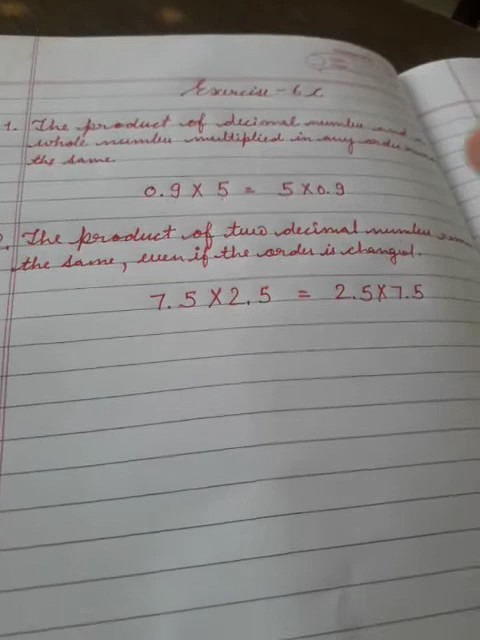 Exercise - 6 C
1. The product of decimal number and a
whole number multiplied in any order
the same
0.9 X 5 = 5 X 0.9
The product of two decimal number
the same, even if the order is changed.
7.5 X 2.5 = 2.5 X 7.5